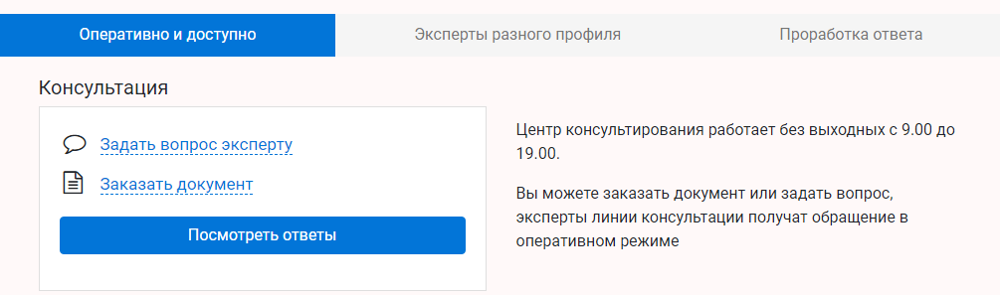 Оперативно и доступно
Эксперты разного профиля
Проработка ответа
Консультация
Задать вопрос эксперту
Заказать документ
Посмотреть ответы
Центр консультирования работает без выходных с 9.00 до
19.00.
Вы можете заказать документ или задать вопрос,
эксперты линии консультации получат обращение в
оперативном режиме